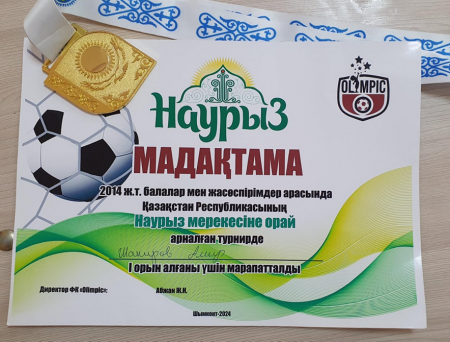 OLYMPIC
Наурыз
МАДАҚТАМА
2014 ж.т. балалар мен жасөспірімдер арасында
Қазақстан Республикасының
Наурыз мерекесіне орай
арналған турнирде
Шакиров
I орын алғаны үшін марапатталды
Директор ФК «Olimpic»: Абжан Ж.Н.
Шымкент-2024